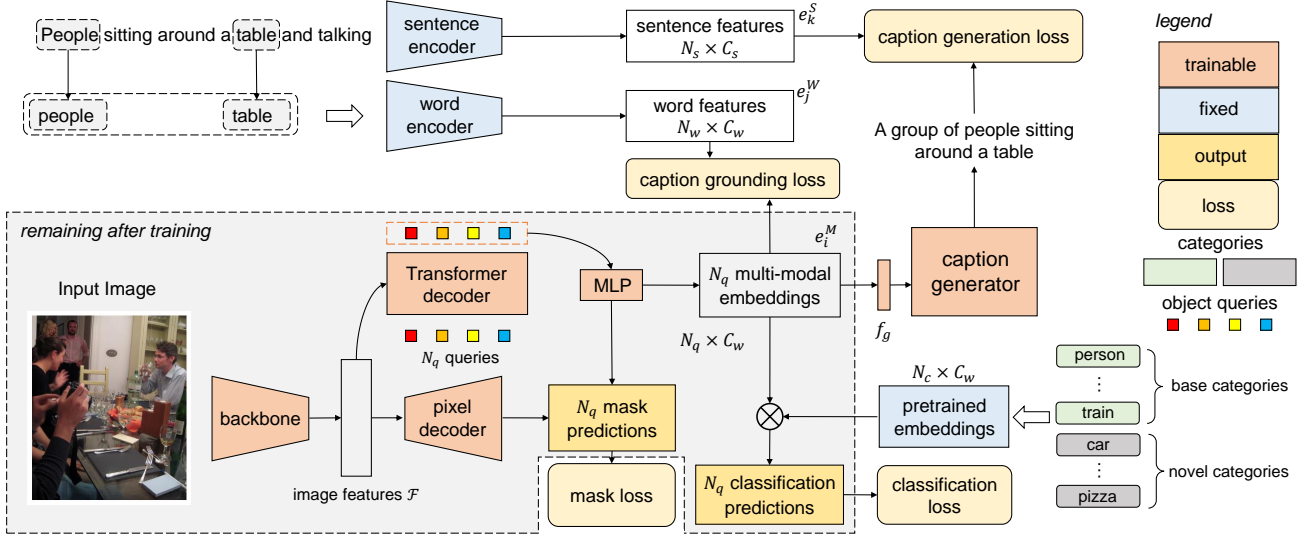 People sitting around a table and talking
people
table
sentence
encoder
word
encoder
sentence features
N_s × C_s
e_k^S
word features
N_w × C_w
e_j^W
caption generation loss
caption grounding loss
A group of people sitting
around a table
legend
trainable
fixed
output
loss
categories
object queries
remaining after training
Input Image
Transformer
decoder
N_q queries
MLP
N_q multi-modal
embeddings
e_i^M
N_q × C_w
f_g
caption
generator
backbone
image features ℱ
pixel
decoder
N_q mask
predictions
mask loss
N_c × C_w
pretrained
embeddings
N_q classification
predictions
classification
loss
person
⋮
train
base categories
car
⋮
pizza
novel categories